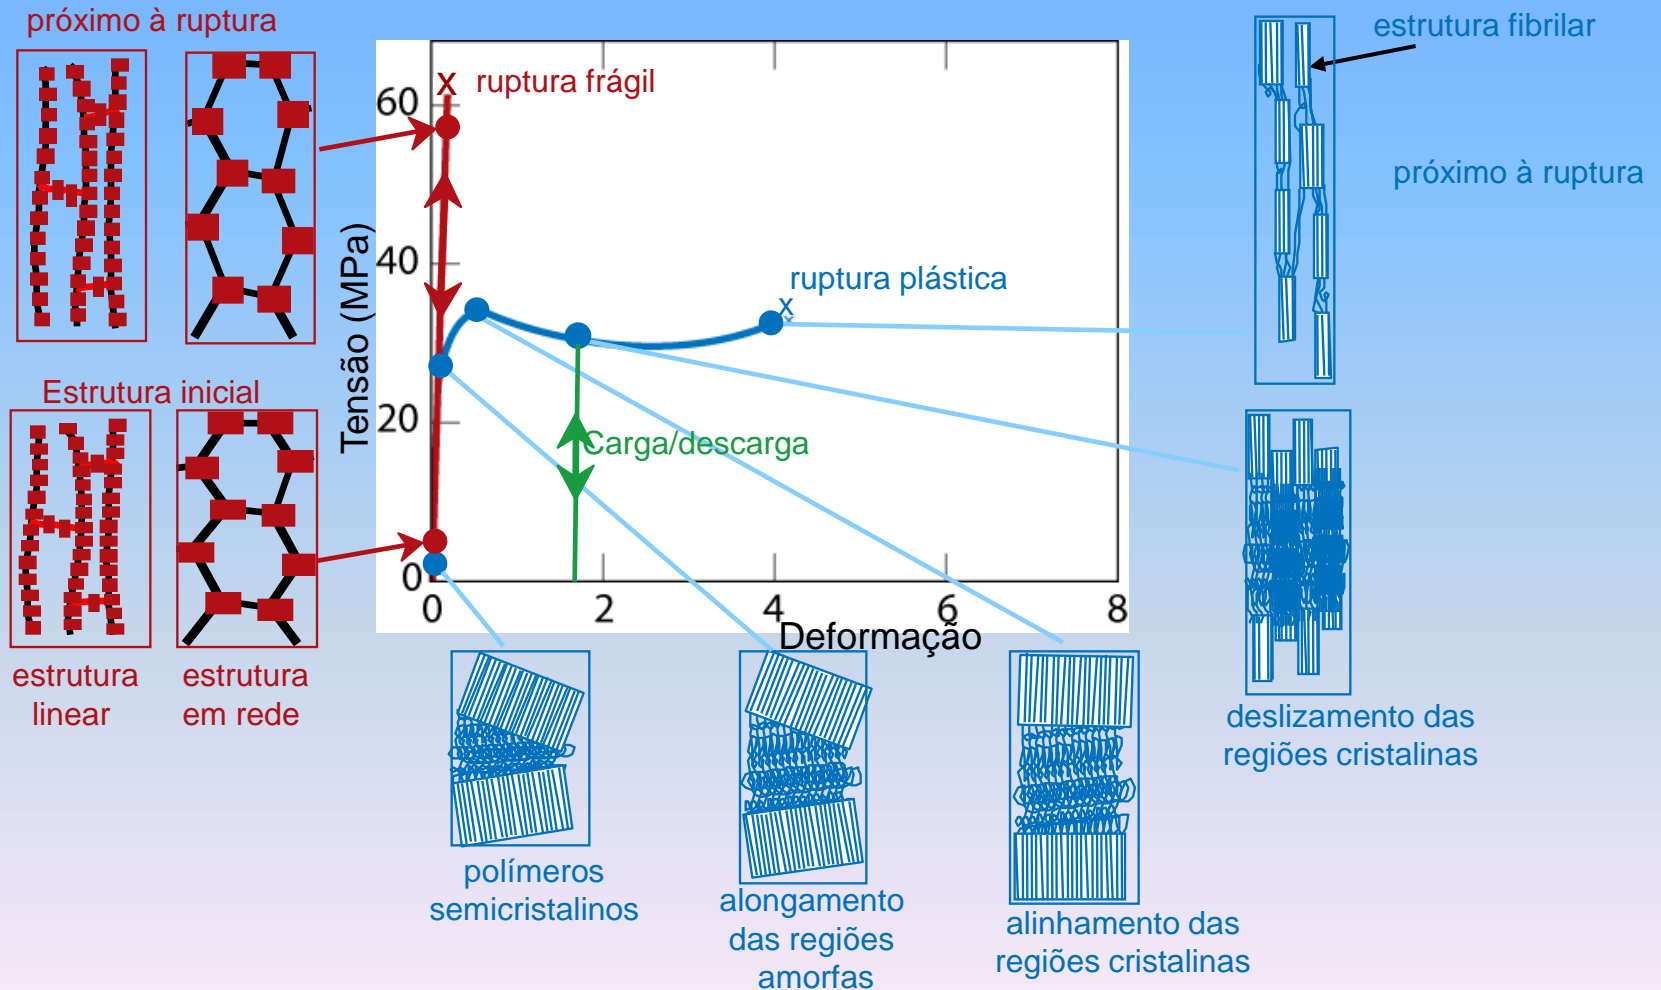 próximo à ruptura
estrutura fibrilar
x ruptura frágil
60
próximo à ruptura
40
ruptura plástica
x
Tensão (MPa)
Estrutura inicial
20
Carga/descarga
0
0 2 4 6 8
Deformação
estrutura
linear
estrutura
em rede
deslizamento das
regiões cristalinas
polímeros
semicristalinos
alongamento
das regiões
amorfas
alinhamento das
regiões cristalinas